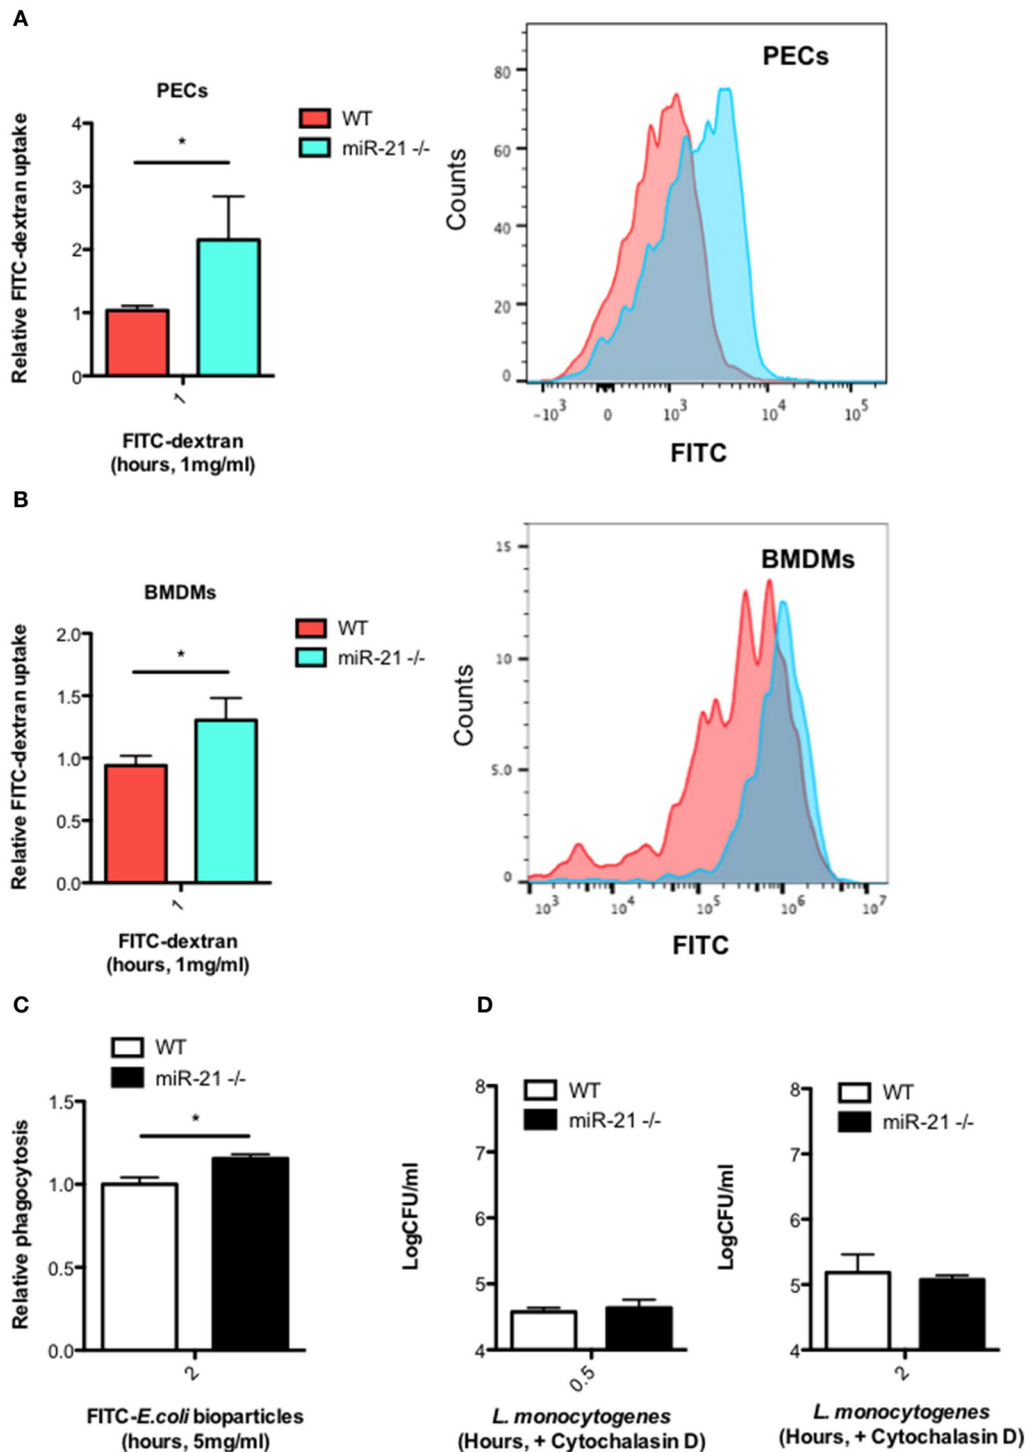 A
PECs
Relative FITC-dextran uptake
4
3
2
1
0
*
WT
miR-21 -/-
1
FITC-dextran
(hours, 1mg/ml)
PECs
Counts
80
60
40
20
0
-10³ 0 10³ 10⁴ 10⁵
FITC
B
BMDMs
Relative FITC-dextran uptake
2.0
1.5
1.0
0.5
0.0
*
WT
miR-21 -/-
1
FITC-dextran
(hours, 1mg/ml)
BMDMs
Counts
15
10
5.0
0
10³ 10⁴ 10⁵ 10⁶ 10⁷
FITC
C
WT
miR-21 -/-
Relative phagocytosis
1.5
1.0
0.5
0.0
*
2
FITC-E.coli bioparticles
(hours, 5mg/ml)
D
WT
miR-21 -/-
LogCFU/ml
8
7
6
5
4
0.5
L. monocytogenes
(Hours, + Cytochalasin D)
WT
miR-21 -/-
LogCFU/ml
8
7
6
5
4
2
L. monocytogenes
(Hours, + Cytochalasin D)